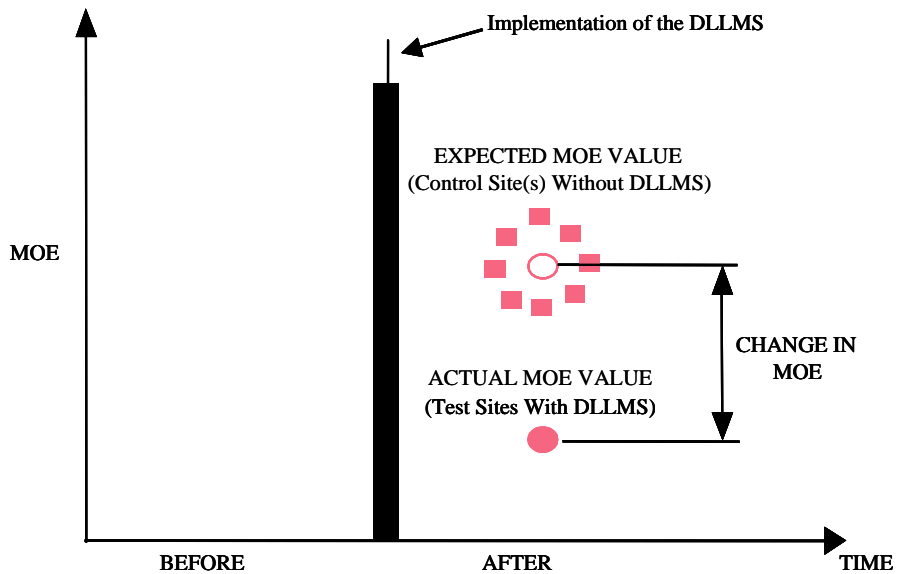 Implementation of the DLLMS
EXPECTED MOE VALUE
(Control Site(s) Without DLLMS)
MOE
CHANGE IN
MOE
ACTUAL MOE VALUE
(Test Sites With DLLMS)
BEFORE
AFTER
TIME